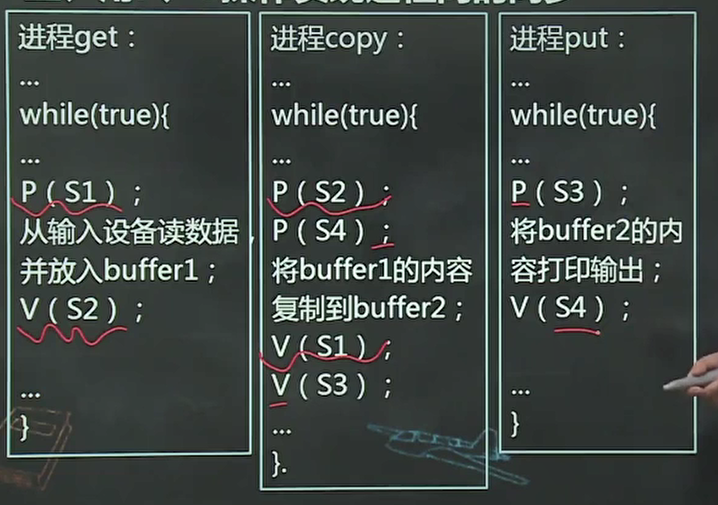 进程get：
...
while(true){
...
P（S1）；
从输入设备读数据，
并放入buffer1；
V（S2）；
...
}
进程copy：
...
while(true){
...
P（S2）；
P（S4）；
将buffer1的内容
复制到buffer2；
V（S1）；
V（S3）；
...
}.
进程put：
...
while(true){
...
P（S3）；
将buffer2的内
容打印输出；
V（S4）；
...
}